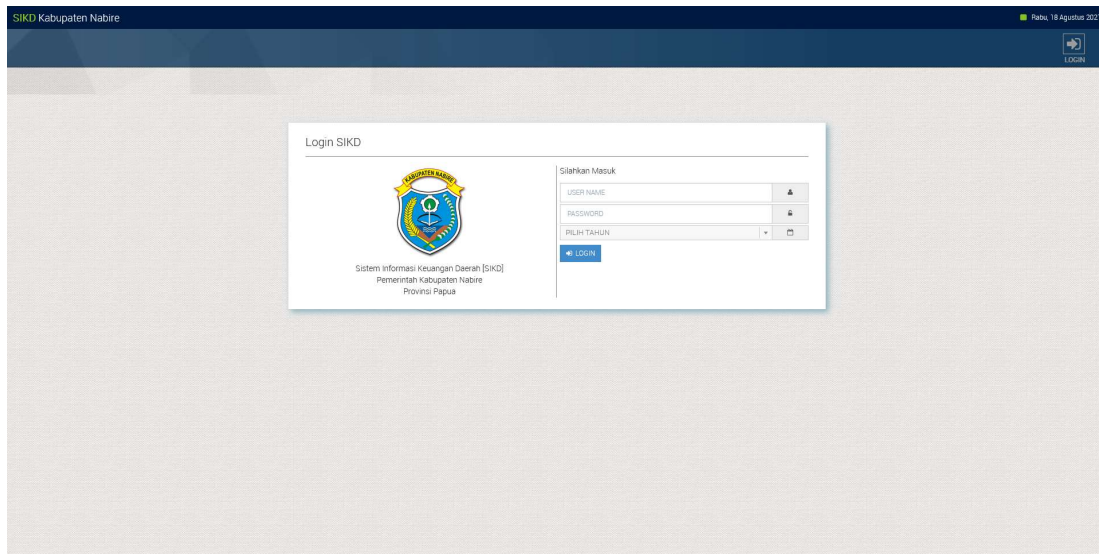 SIKD Kabupaten Nabire
Rabu, 18 Agustus 202
LOGIN
Login SIKD
KABUPATEN NABIRE
Sistem Informasi Keuangan Daerah [SIKD]
Pemerintah Kabupaten Nabire
Provinsi Papua
Silahkan Masuk
USER NAME
PASSWORD
PILIH TAHUN
LOGIN